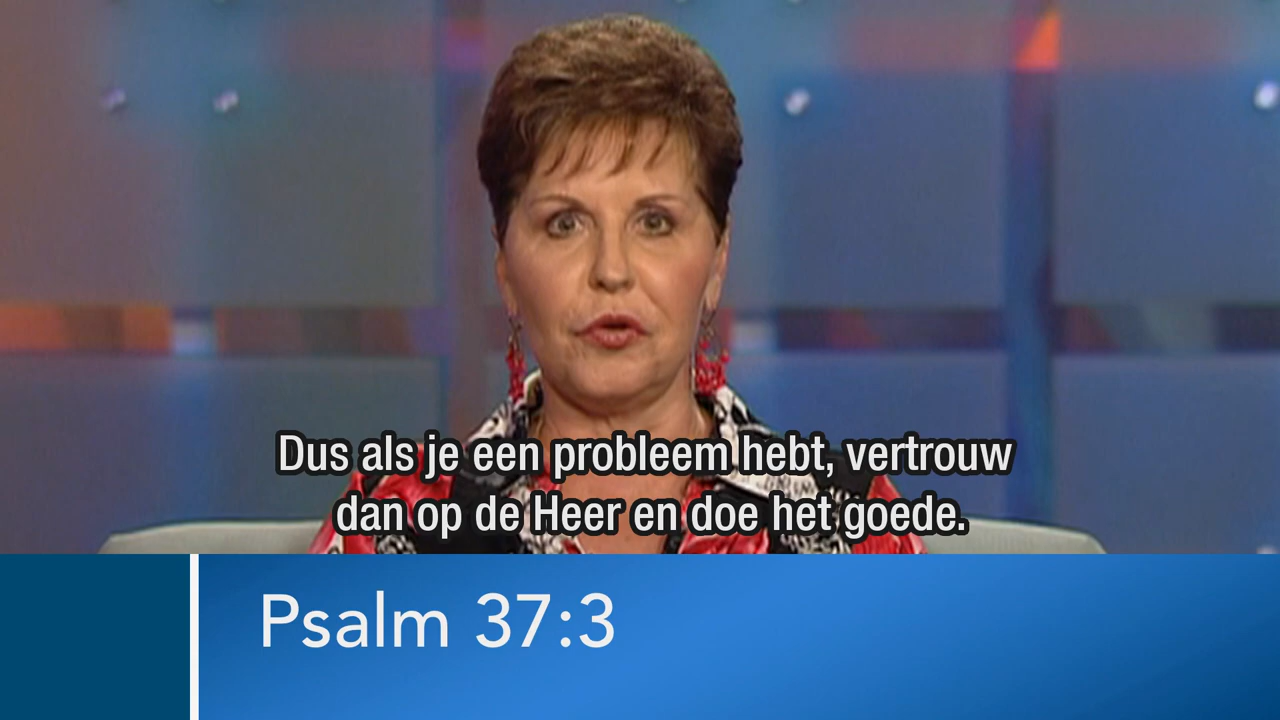 Dus als je een probleem hebt, vertrouw
dan op de Heer en doe het goede.
Psalm 37:3